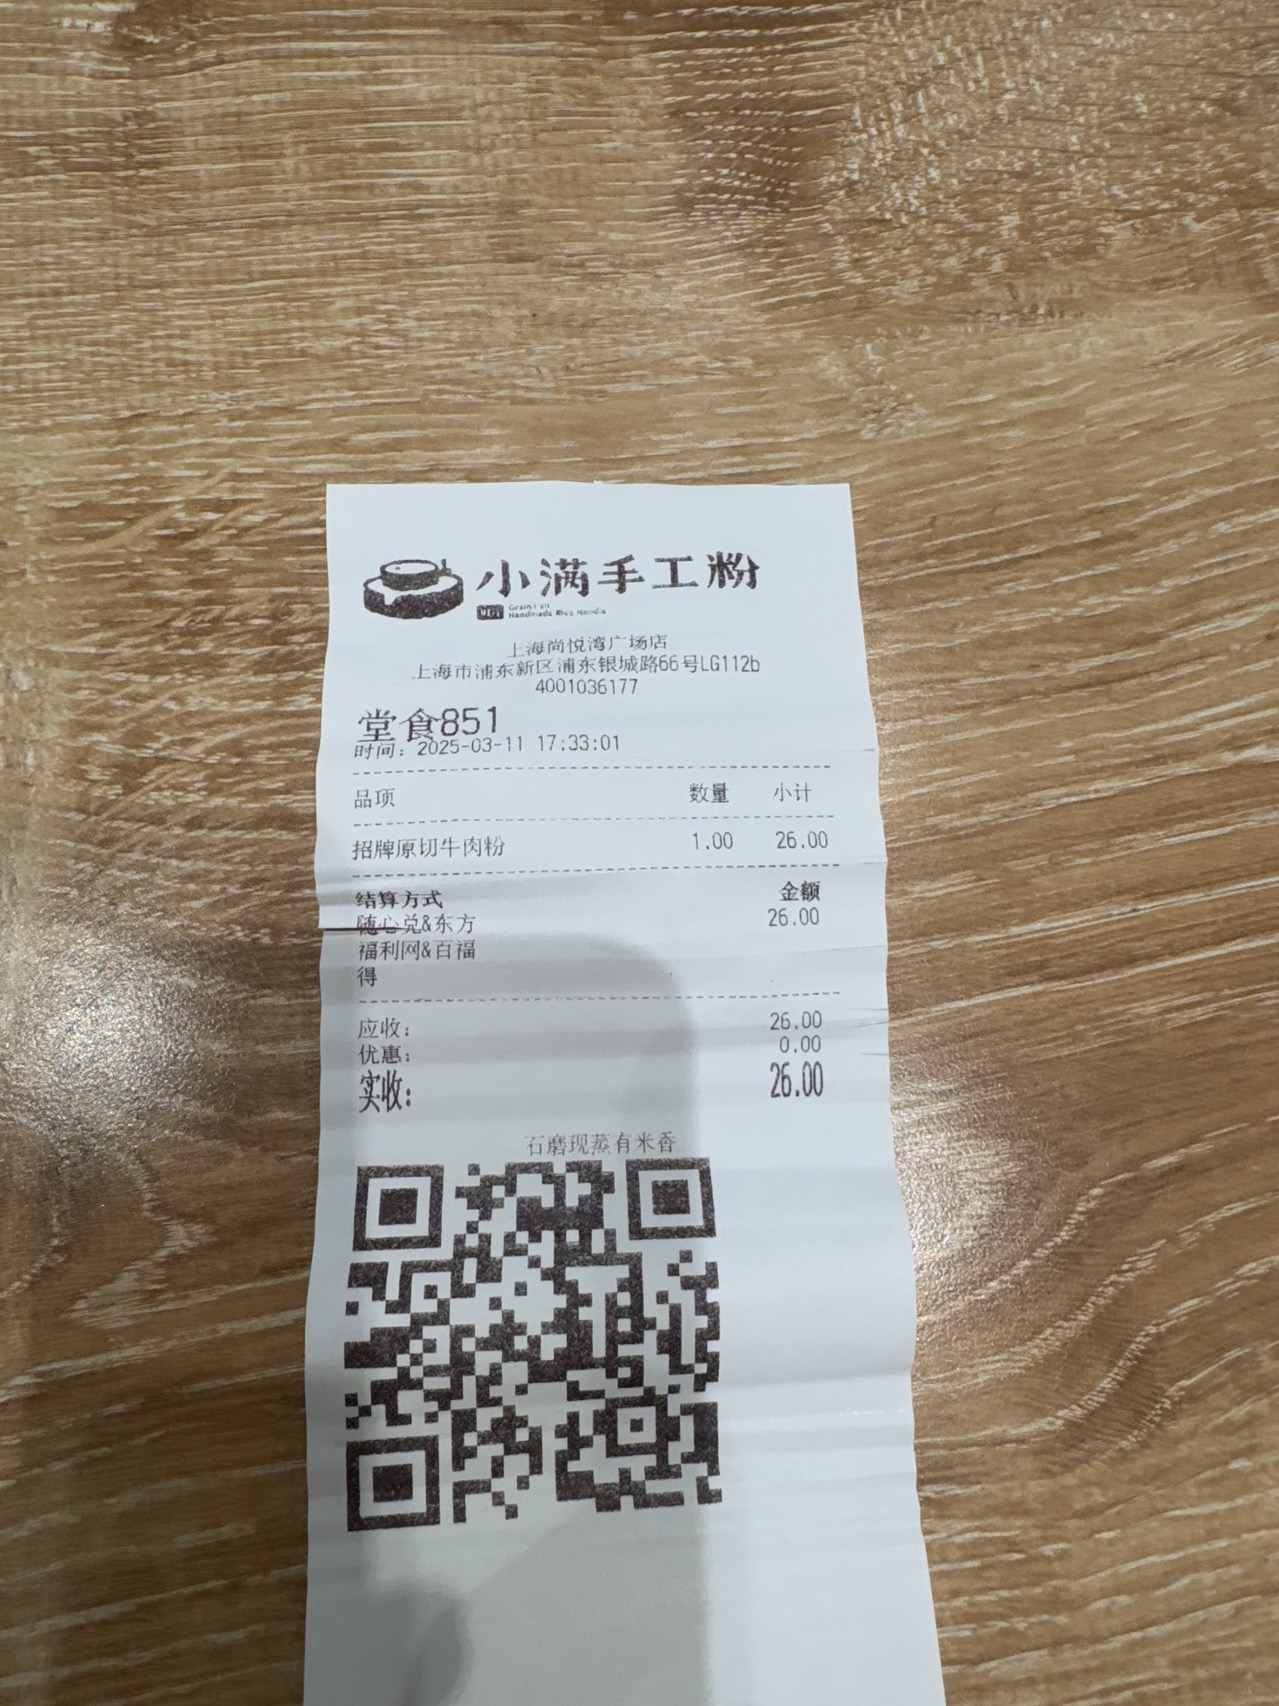 小满手工粉
Handmade Rice Noodle
上海尚悦湾广场店
上海市浦东新区浦东银城路66号LG112b
4001036177
堂食851
时间：2025-03-11 17:33:01
品项 数量 小计
招牌原切牛肉粉 1.00 26.00
结算方式 金额
随心兑&东方 26.00
福利网&百福
得
应收： 26.00
优惠： 0.00
实收： 26.00
石磨现蒸有米香